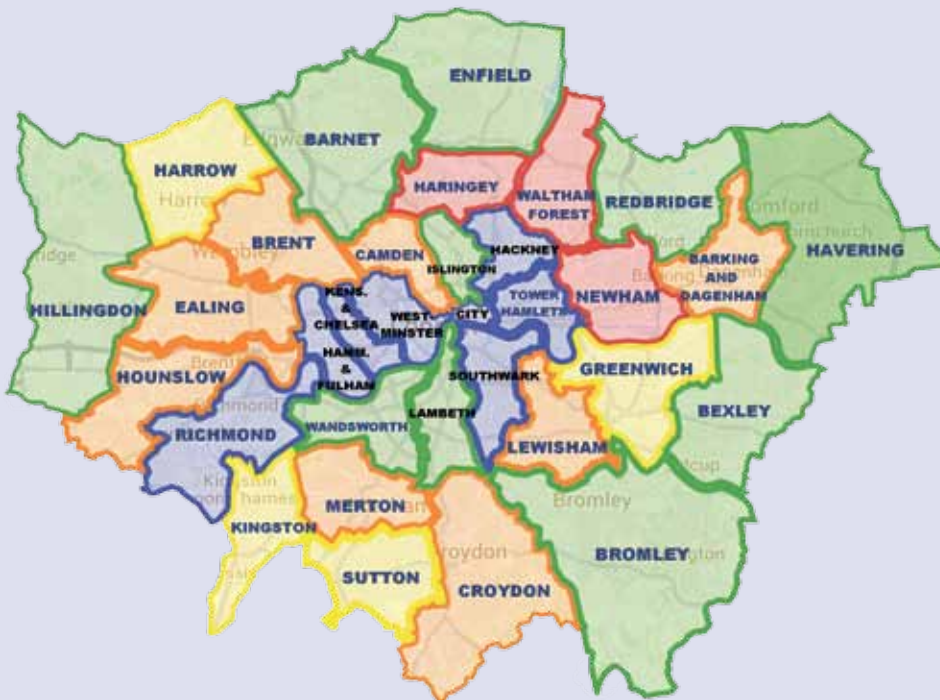 ENFIELD
BARNET
HARROW
HARINGEY
WALTHAM
FOREST
REDBRIDGE
HAVERING
BRENT
CAMDEN
ISLINGTON
HACKNEY
BARKING
AND
DAGENHAM
HILLINGDON
EALING
KENS.
&
CHELSEA
WEST
MINSTER
CITY
TOWER
HAMLETS
NEWHAM
HOUNSLOW
HAMM.
&
FULHAM
SOUTHWARK
GREENWICH
RICHMOND
WANDSWORTH
LAMBETH
LEWISHAM
BEXLEY
KINGSTON
MERTON
Bromley
SUTTON
CROYDON
BROMLEY